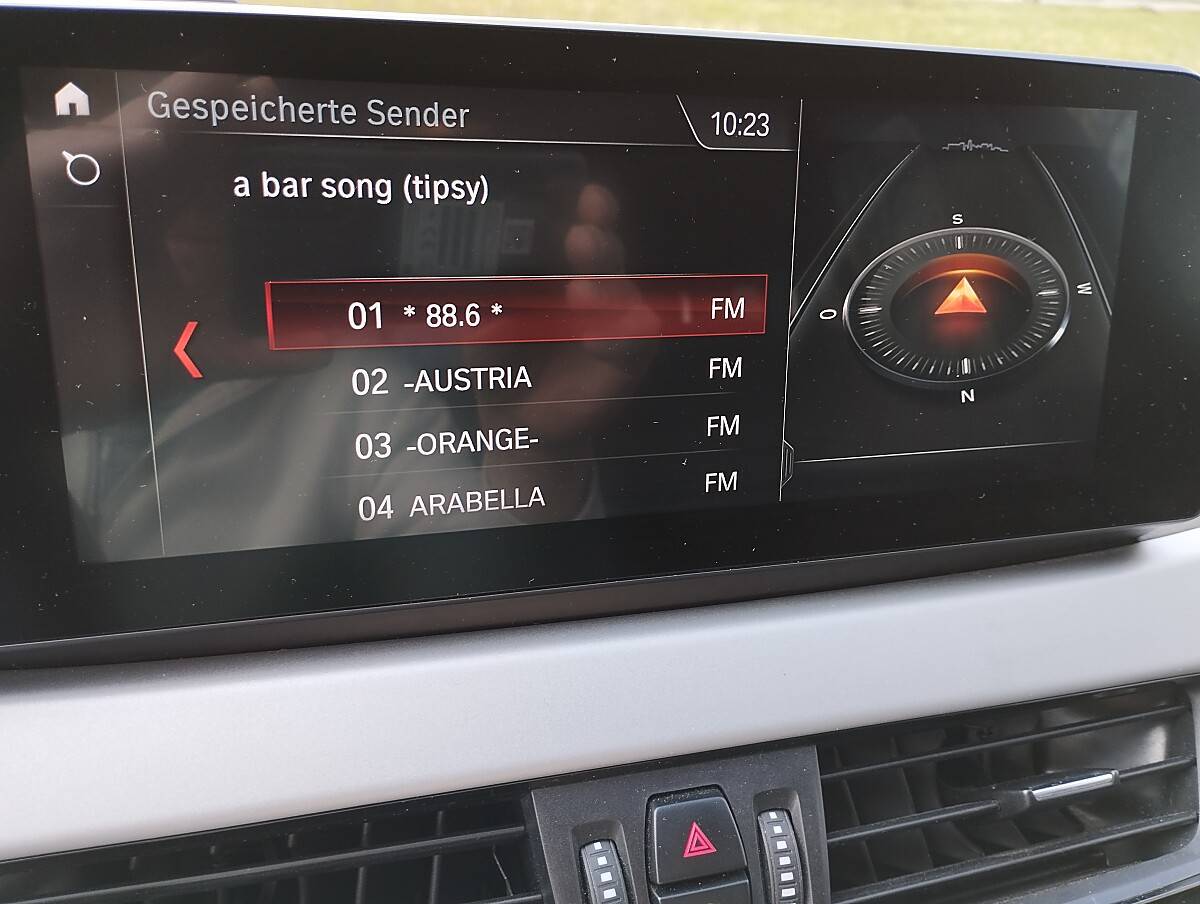 Gespeicherte Sender
10:23
a bar song (tipsy)
01 * 88.6 * FM
02 -AUSTRIA FM
03 -ORANGE- FM
04 ARABELLA FM
S
O W
N